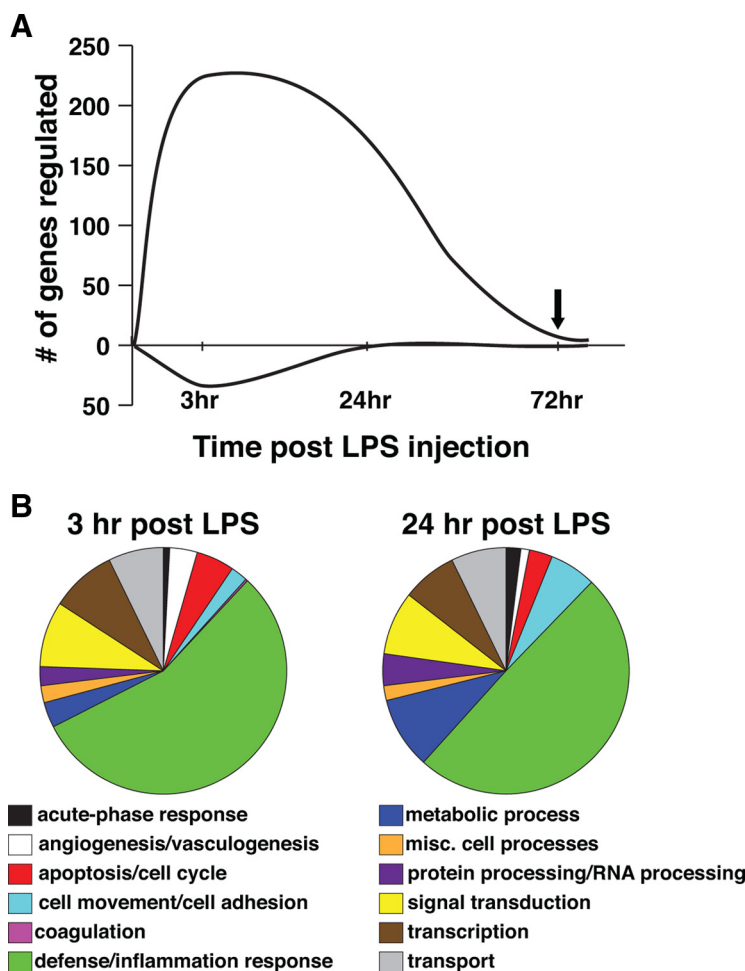 A
250
200
150
100
50
0
50
# of genes regulated
3hr 24hr 72hr
Time post LPS injection
B
3 hr post LPS
24 hr post LPS
acute-phase response
angiogenesis/vasculogenesis
apoptosis/cell cycle
cell movement/cell adhesion
coagulation
defense/inflammation response
metabolic process
misc. cell processes
protein processing/RNA processing
signal transduction
transcription
transport